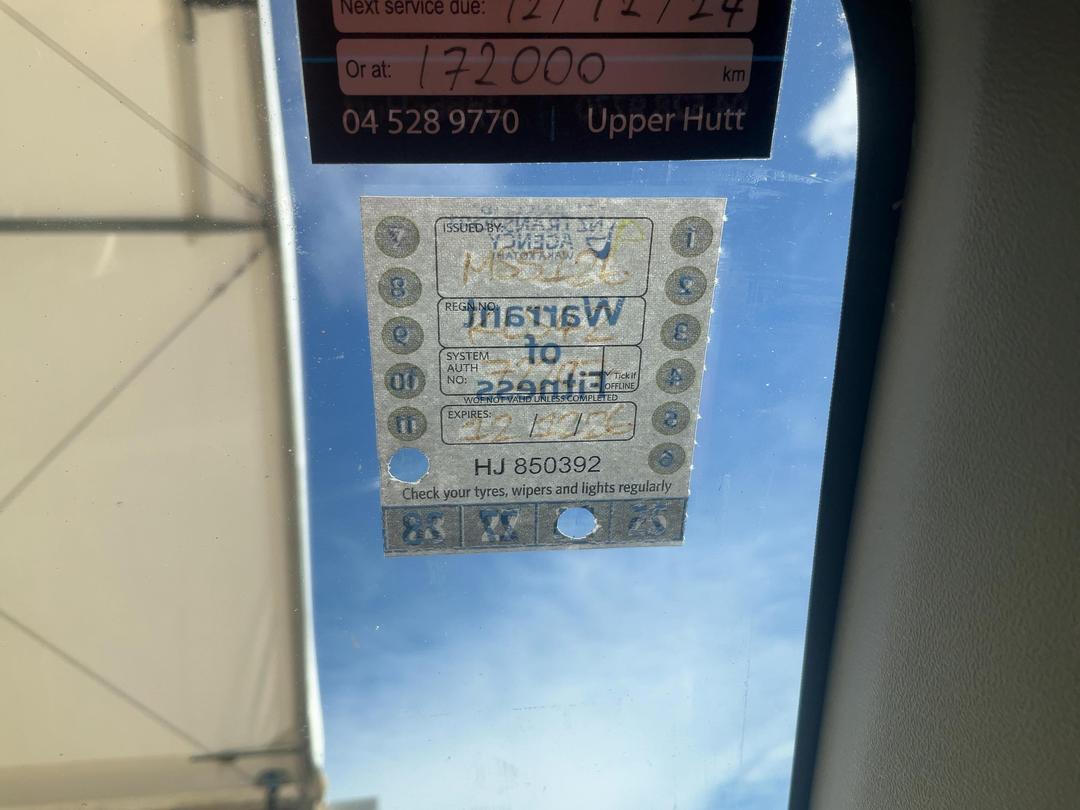 Next service due: 12/12/24
Or at: 172000 km
04 528 9770 | Upper Hutt
NZ TRANSPORT
AGENCY
WAKA KOTAHI
ISSUED BY:
Warrant
of
Fitness
REGN NO:
SYSTEM
AUTH
NO:
Tick if
OFFLINE
WOF NOT VALID UNLESS COMPLETED
EXPIRES: / /
7 1
8 2
9 3
10 4
11 5
6
HJ 850392
Check your tyres, wipers and lights regularly